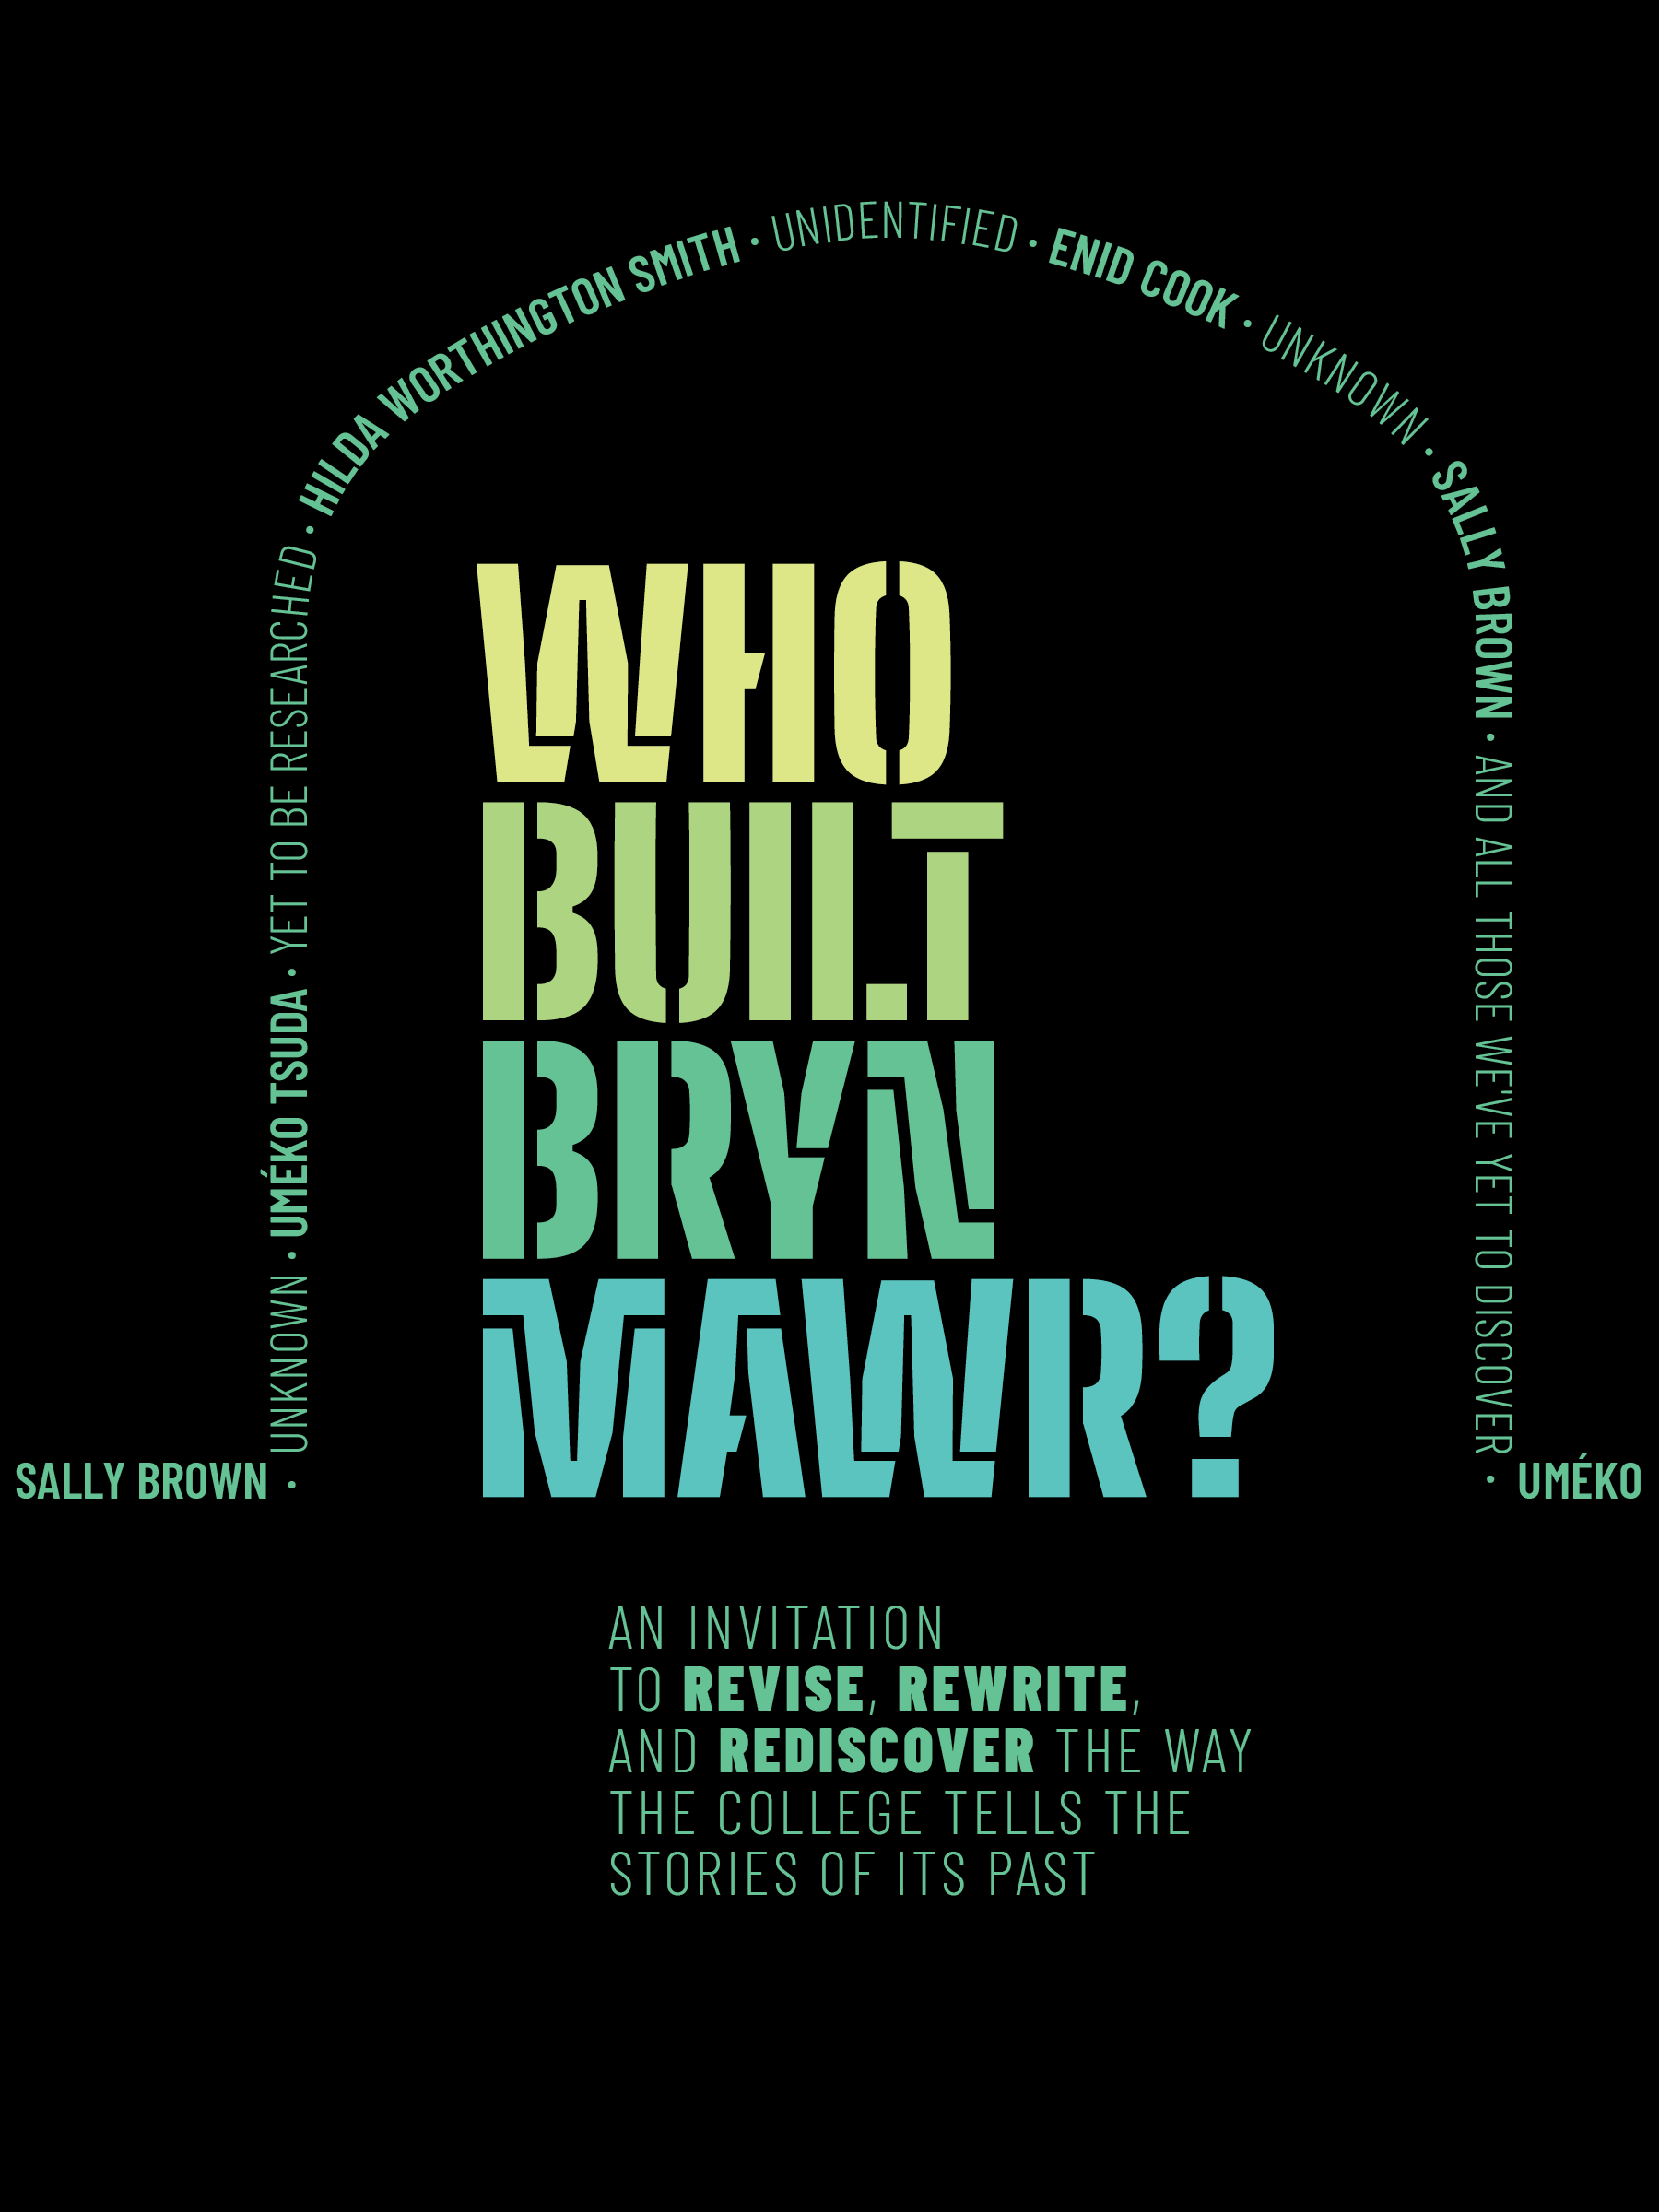 SALLY BROWN · UNKNOWN · UMÉKO TSUDA · YET TO BE RESEARCHED · HILDA WORTHINGTON SMITH · UNIDENTIFIED · ENID COOK · UNKNOWN · SALLY BROWN · AND ALL THOSE WE'VE YET TO DISCOVER · UMÉKO
WHO
BUILT
BRYN
MAWR?
AN INVITATION
TO REVISE, REWRITE,
AND REDISCOVER THE WAY
THE COLLEGE TELLS THE
STORIES OF ITS PAST